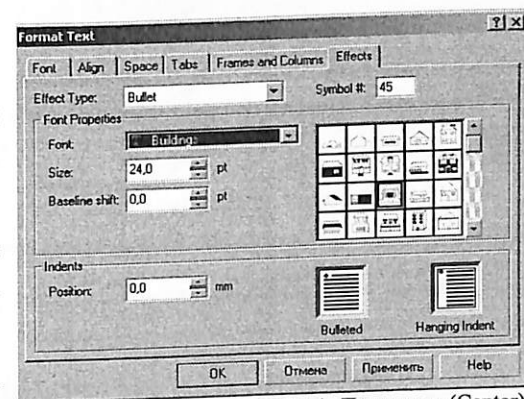 Format Text
Font Align Space Tabs Frames and Columns Effects
Effect Type: Bullet Symbol #: 45
Font Properties
Font: Buildings
Size: 24,0 pt
Baseline shift: 0,0 pt
Indents
Position: 0,0 mm
Bulleted Hanging Indent
OK Отмена Применить Help
(Center)